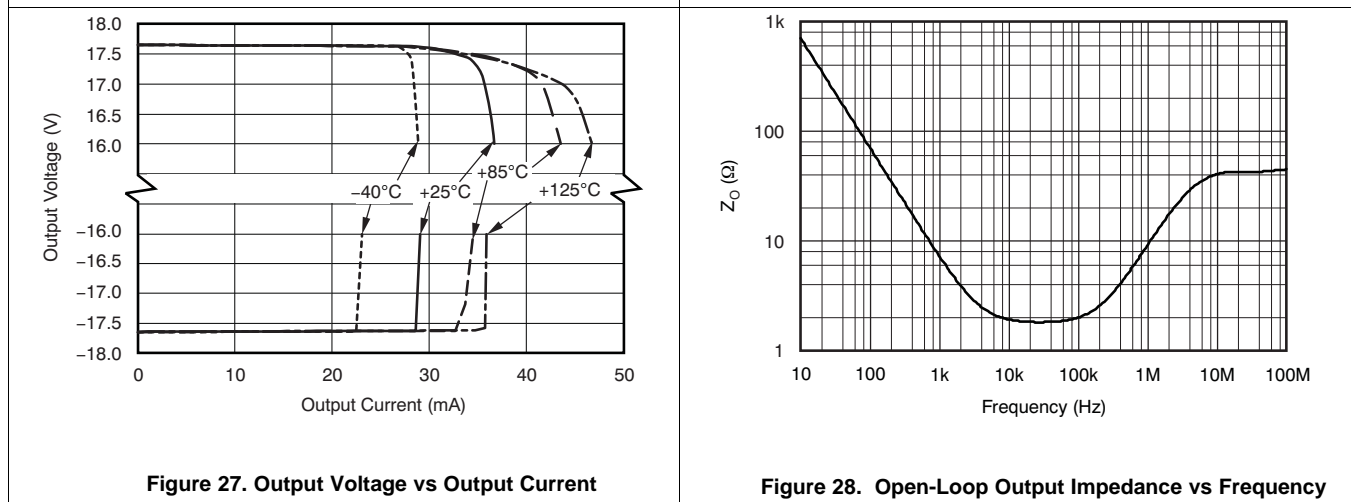 18.0
17.5
17.0
16.5
16.0
−16.0
−16.5
−17.0
−17.5
−18.0
Output Voltage (V)
−40°C
+25°C
+85°C
+125°C
0 10 20 30 40 50
Output Current (mA)
Figure 27. Output Voltage vs Output Current
1k
100
10
1
Z_O (Ω)
10 100 1k 10k 100k 1M 10M 100M
Frequency (Hz)
Figure 28. Open-Loop Output Impedance vs Frequency